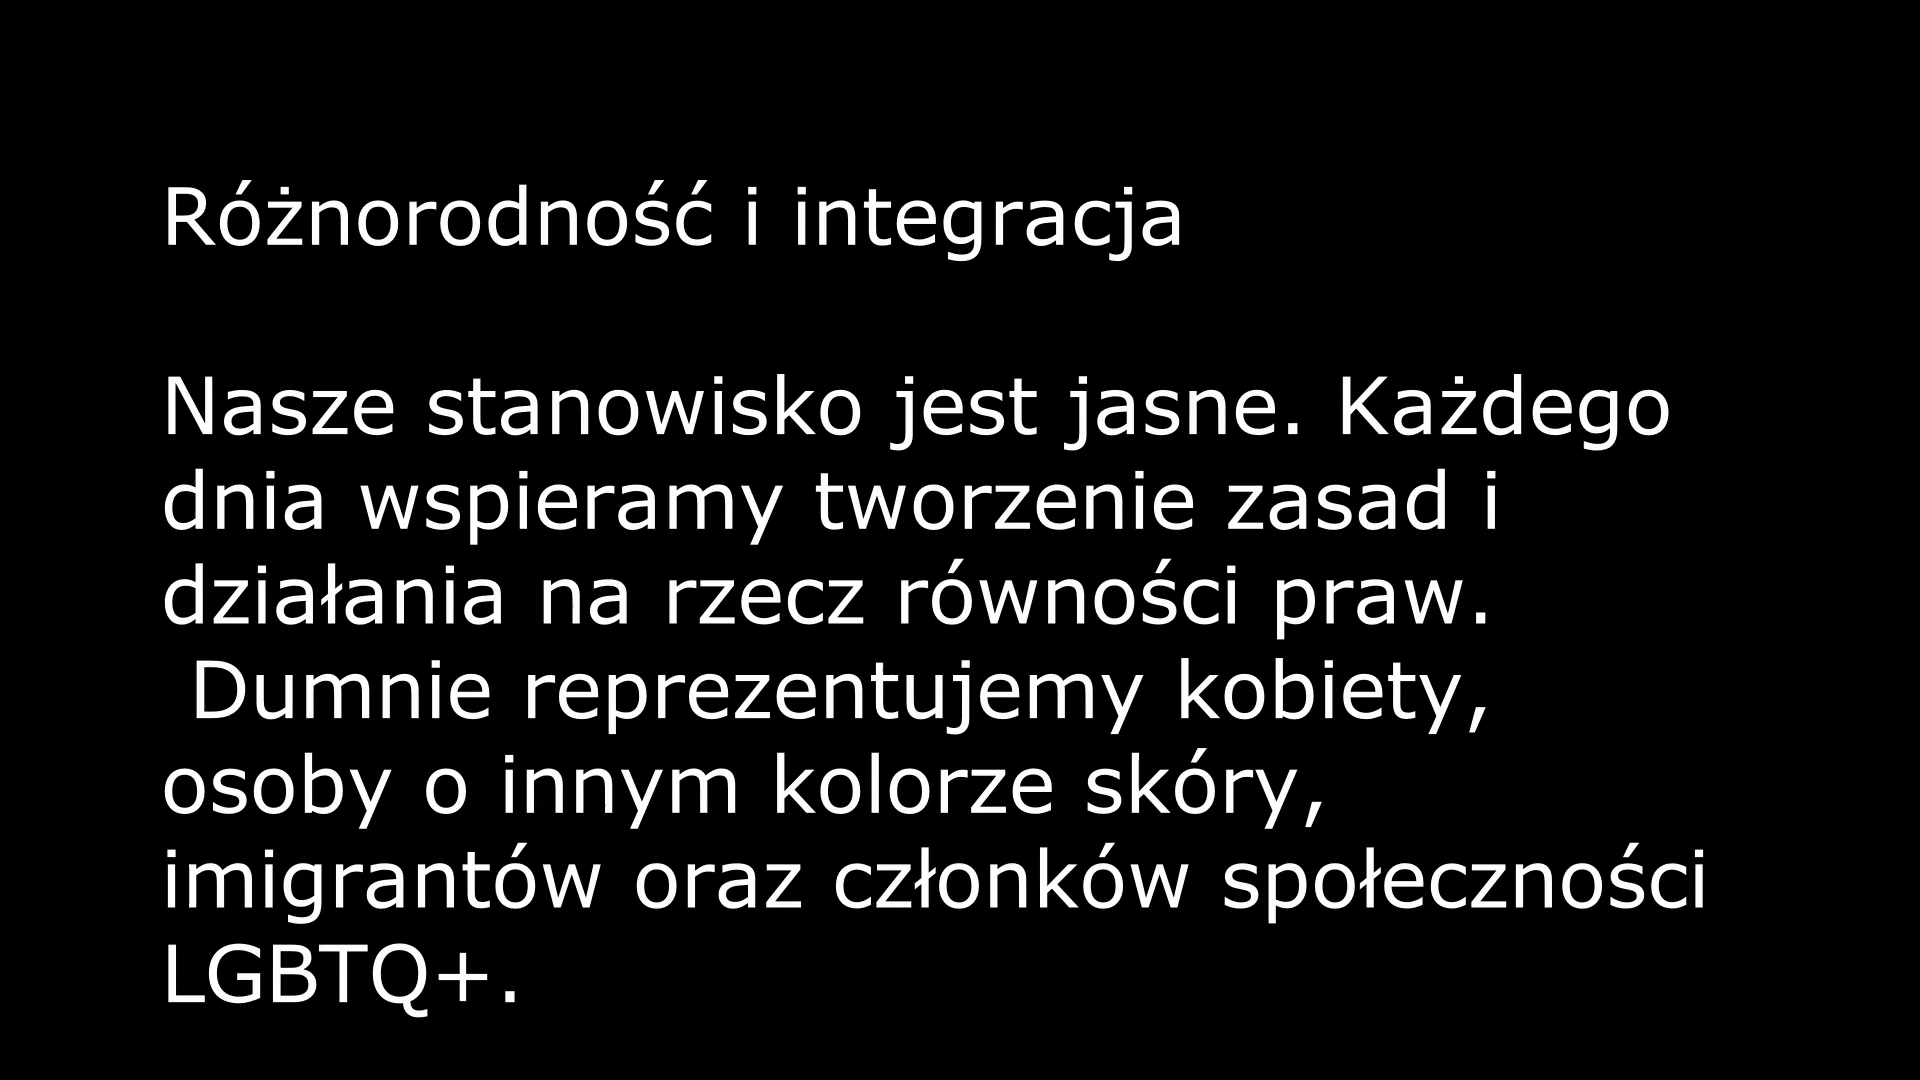 Różnorodność i integracja
Nasze stanowisko jest jasne. Każdego
dnia wspieramy tworzenie zasad i
działania na rzecz równości praw.
Dumnie reprezentujemy kobiety,
osoby o innym kolorze skóry,
imigrantów oraz członków społeczności
LGBTQ+.